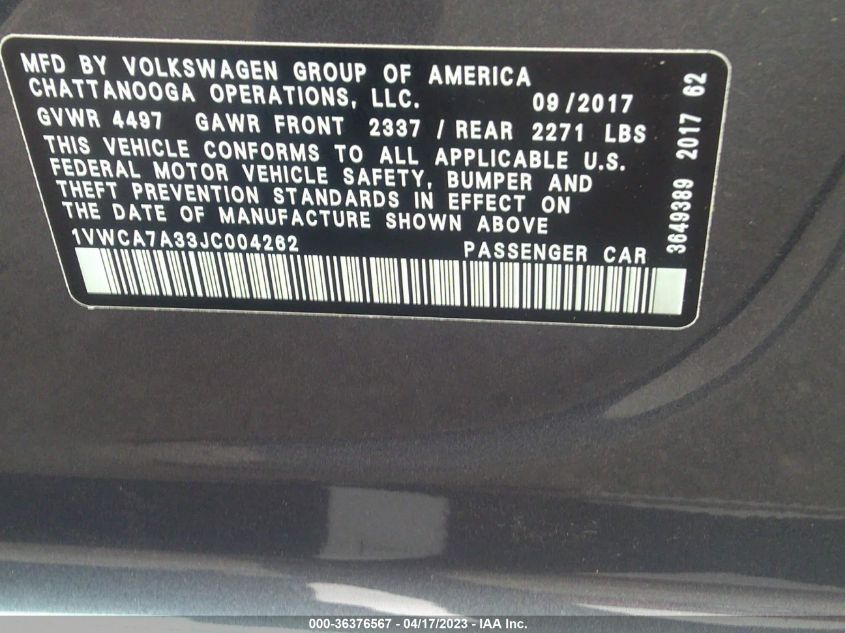 MFD BY VOLKSWAGEN GROUP OF AMERICA
CHATTANOOGA OPERATIONS, LLC. 09/2017
GVWR 4497 GAWR FRONT 2337 / REAR 2271 LBS
THIS VEHICLE CONFORMS TO ALL APPLICABLE U.S.
FEDERAL MOTOR VEHICLE SAFETY, BUMPER AND
THEFT PREVENTION STANDARDS IN EFFECT ON
THE DATE OF MANUFACTURE SHOWN ABOVE
1VWCA7A33JC004262 PASSENGER CAR
3649389 2017 62
000-36376567 - 04/17/2023 - IAA Inc.